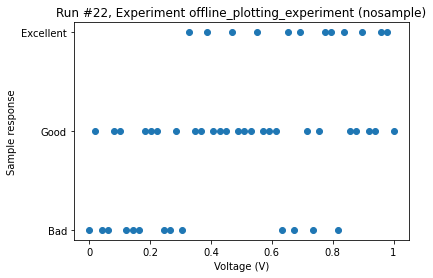 Run #22, Experiment offline_plotting_experiment (nosample)
Excellent
Good
Bad
Sample response
0 0.2 0.4 0.6 0.8 1
Voltage (V)